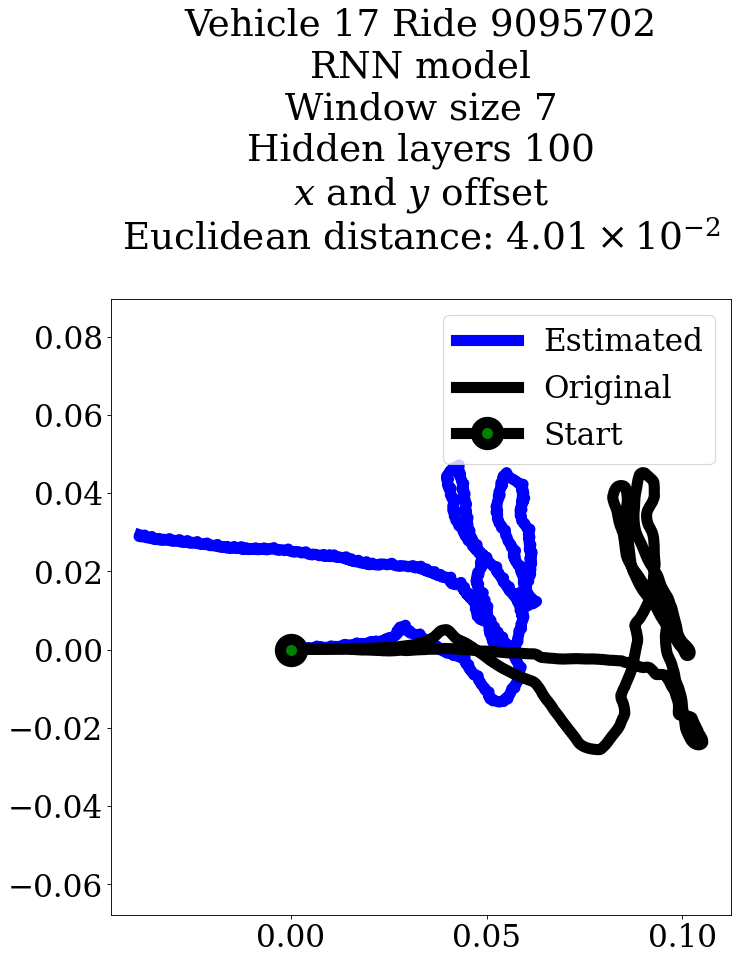 Vehicle 17 Ride 9095702
RNN model
Window size 7
Hidden layers 100
x and y offset
Euclidean distance: 4.01 × 10⁻²
Estimated
Original
Start
0.08
0.06
0.04
0.02
0.00
−0.02
−0.04
−0.06
0.00 0.05 0.10